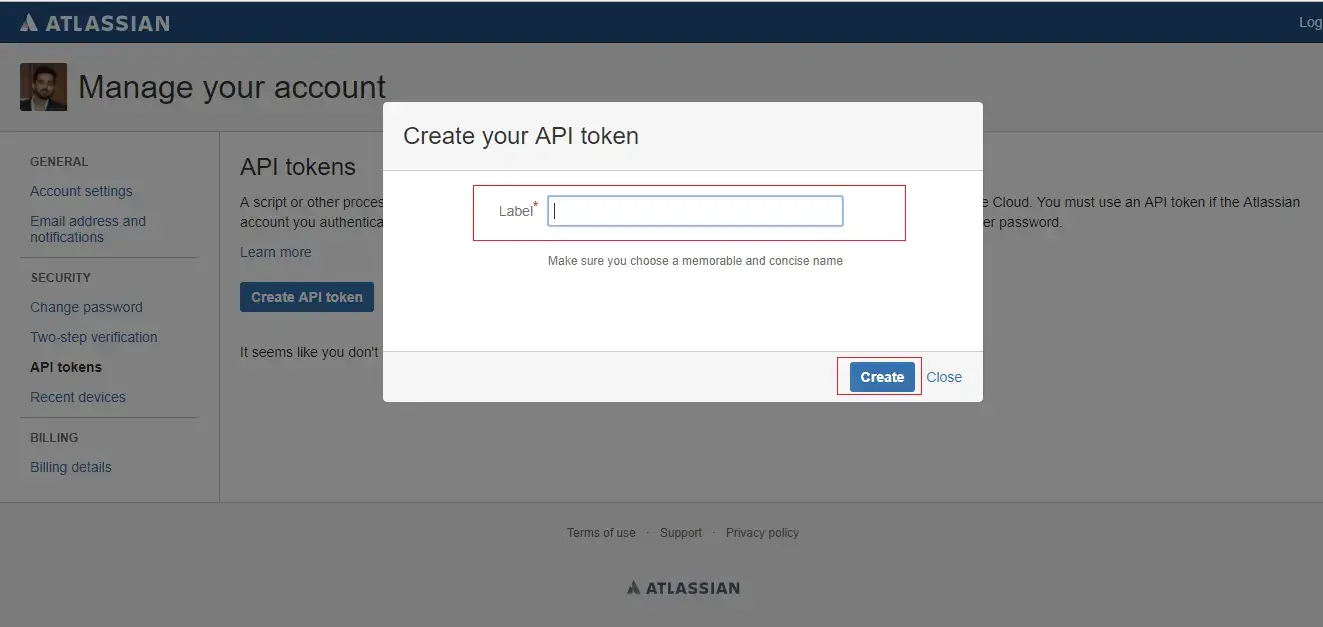 ATLASSIAN
Log
Manage your account
GENERAL
Account settings
Email address and
notifications
SECURITY
Change password
Two-step verification
API tokens
Recent devices
BILLING
Billing details
API tokens
A script or other proces
e Cloud. You must use an API token if the Atlassian
account you authentica
er password.
Learn more
Create API token
It seems like you don't
Create your API token
Label*
Make sure you choose a memorable and concise name
Create Close
Terms of use · Support · Privacy policy
ATLASSIAN